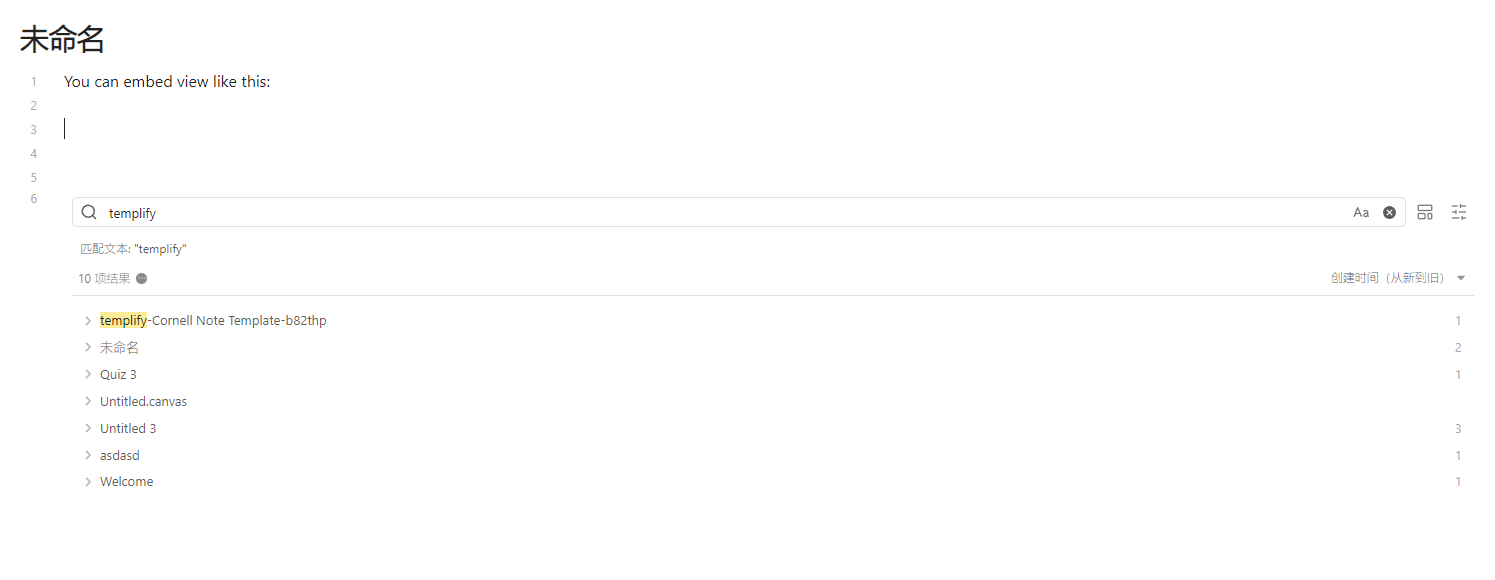 未命名
1 You can embed view like this:
2
3
4
5
6
templify Aa
匹配文本: "templify"
10 项结果 创建时间（从新到旧）
templify-Cornell Note Template-b82thp 1
未命名 2
Quiz 3 1
Untitled.canvas
Untitled 3 3
asdasd 1
Welcome 1